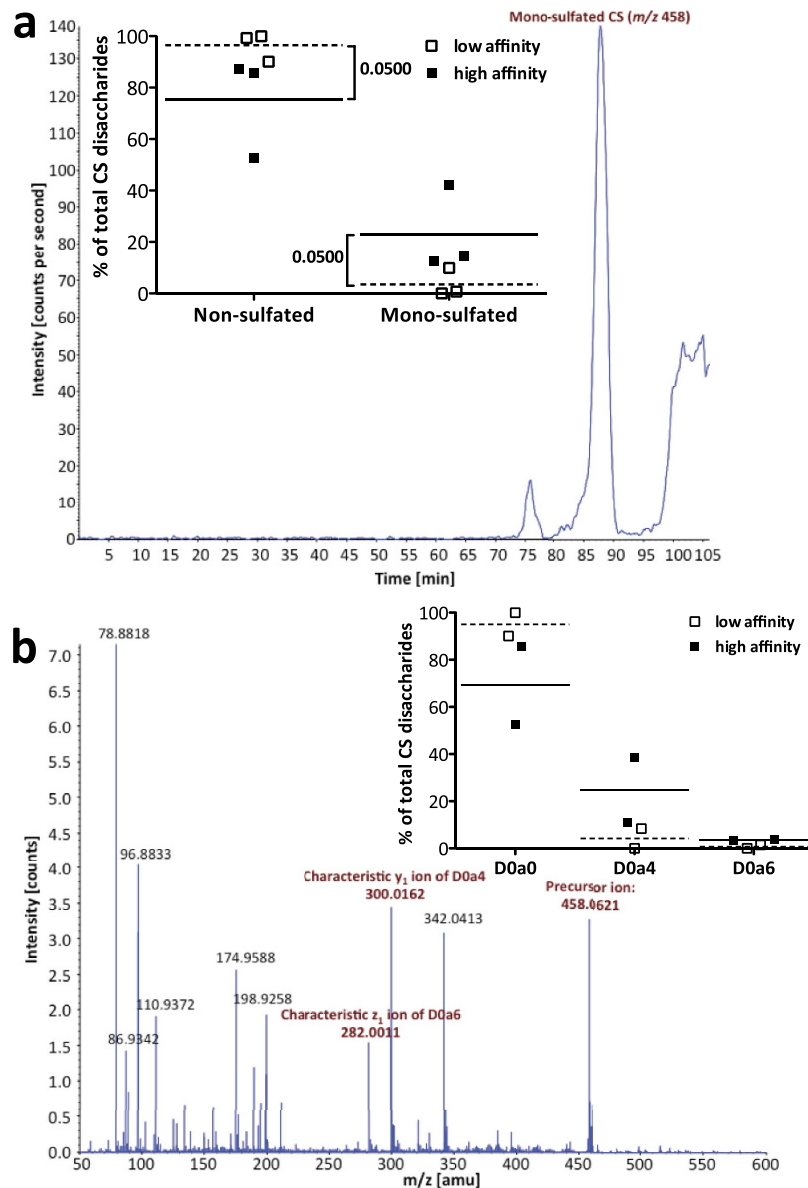 a
Mono-sulfated CS (m/z 458)
Intensity [counts per second]
140
130
120
110
100
90
80
70
60
50
40
30
20
10
0
5 10 15 20 25 30 35 40 45 50 55 60 65 70 75 80 85 90 95 100 105
Time [min]
% of total CS disaccharides
100
80
60
40
20
0
low affinity
high affinity
0.0500
0.0500
Non-sulfated Mono-sulfated
b
Intensity [counts]
7.0
6.5
6.0
5.5
5.0
4.5
4.0
3.5
3.0
2.5
2.0
1.5
1.0
0.5
0.0
50 100 150 200 250 300 350 400 450 500 550 600
m/z [amu]
78.8818
96.8833
86.9342
110.9372
174.9588
198.9258
Characteristic z1 ion of D0a6
282.0011
Characteristic y1 ion of D0a4
300.0162
342.0413
Precursor ion:
458.0621
% of total CS disaccharides
100
80
60
40
20
0
low affinity
high affinity
D0a0 D0a4 D0a6